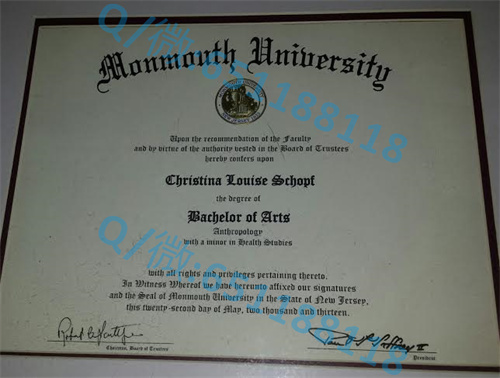 Monmouth University
Upon the recommendation of the Faculty
and by virtue of the authority vested in the Board of Trustees
hereby confers upon
Christina Louise Schopf
the degree of
Bachelor of Arts
Anthropology
with a minor in Health Studies
with all rights and privileges pertaining thereto.
In Witness Whereof we have hereunto affixed our signatures
and the Seal of Monmouth University in the State of New Jersey,
this twenty-second day of May, two thousand and thirteen.
Chairman, Board of Trustees
President
Q/微:651188118
Q/微:651188118